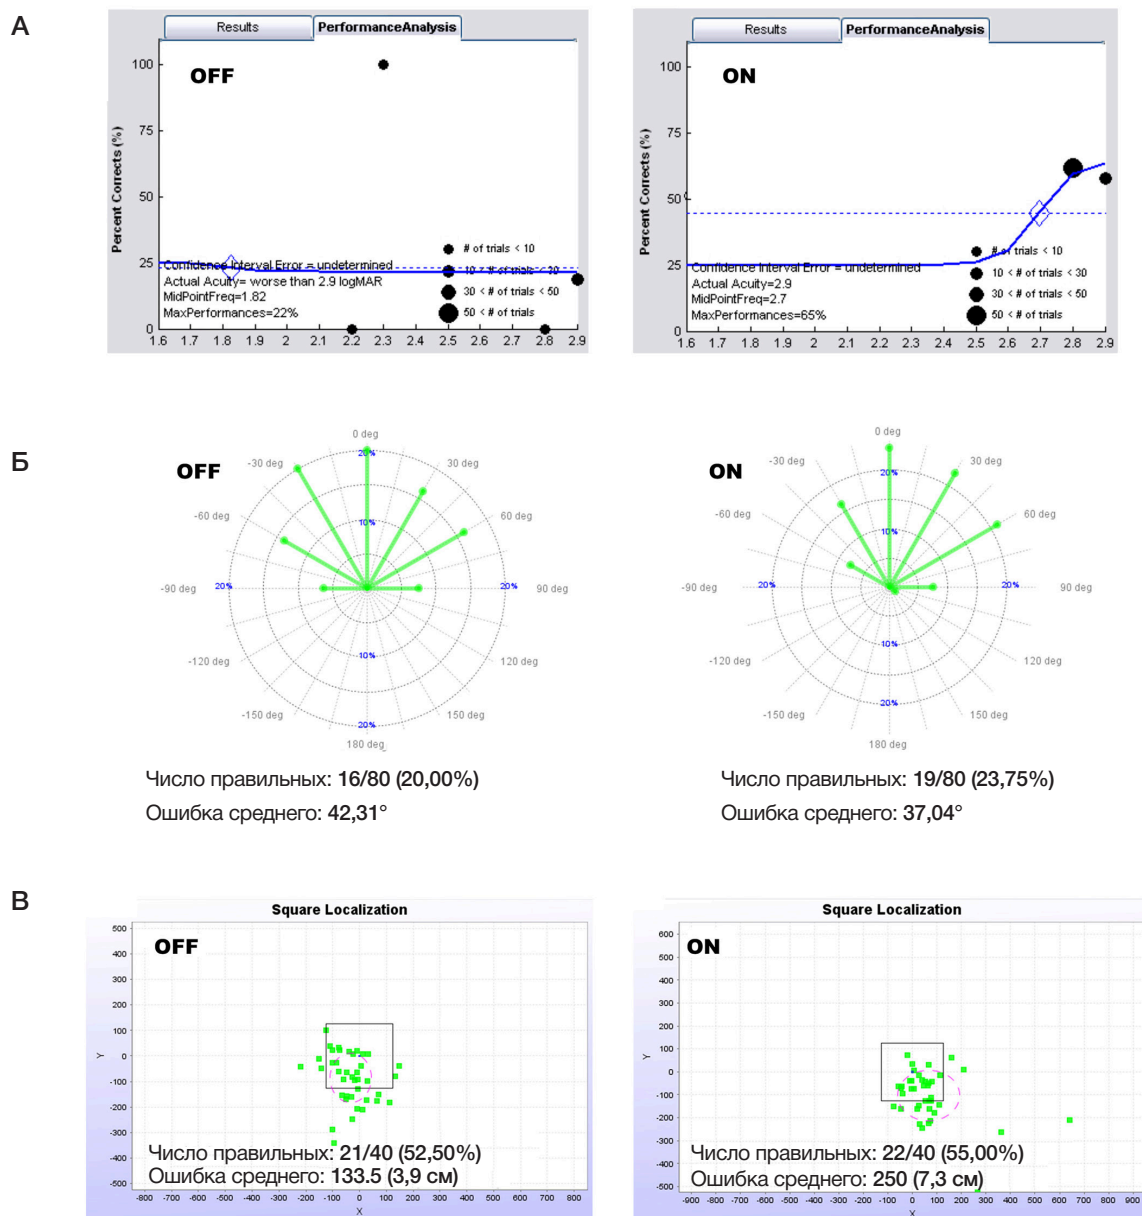 А
Results PerformanceAnalysis
OFF
Percent Corrects (%)
100
75
50
25
0
Confidence Interval Error = undetermined
Actual Acuity= worse than 2.9 logMAR
MidPointFreq=1.82
MaxPerformances=22%
# of trials < 10
10 < # of trials < 30
30 < # of trials < 50
50 < # of trials
1.6 1.7 1.8 1.9 2 2.1 2.2 2.3 2.4 2.5 2.6 2.7 2.8 2.9
Results PerformanceAnalysis
ON
Percent Corrects (%)
100
75
50
25
0
Confidence Interval Error = undetermined
Actual Acuity=2.9
MidPointFreq=2.7
MaxPerformances=65%
# of trials < 10
10 < # of trials < 30
30 < # of trials < 50
50 < # of trials
1.6 1.7 1.8 1.9 2 2.1 2.2 2.3 2.4 2.5 2.6 2.7 2.8 2.9
Б
OFF
0 deg
-30 deg 20% 30 deg
-60 deg 10% 60 deg
-90 deg 20% 20% 90 deg
-120 deg 10% 120 deg
-150 deg 20% 150 deg
180 deg
Число правильных: 16/80 (20,00%)
Ошибка среднего: 42,31°
ON
0 deg
-30 deg 20% 30 deg
-60 deg 10% 60 deg
-90 deg 20% 20% 90 deg
-120 deg 10% 120 deg
-150 deg 20% 150 deg
180 deg
Число правильных: 19/80 (23,75%)
Ошибка среднего: 37,04°
В
Square Localization
OFF
Y
500
400
300
200
100
0
-100
-200
-300
-400
-500
Число правильных: 21/40 (52,50%)
Ошибка среднего: 133.5 (3,9 см)
-800 -700 -600 -500 -400 -300 -200 -100 0 100 200 300 400 500 600 700 800
X
Square Localization
ON
Y
600
500
400
300
200
100
0
-100
-200
-300
-400
-500
Число правильных: 22/40 (55,00%)
Ошибка среднего: 250 (7,3 см)
-900 -800 -700 -600 -500 -400 -300 -200 -100 0 100 200 300 400 500 600 700 800 900
X